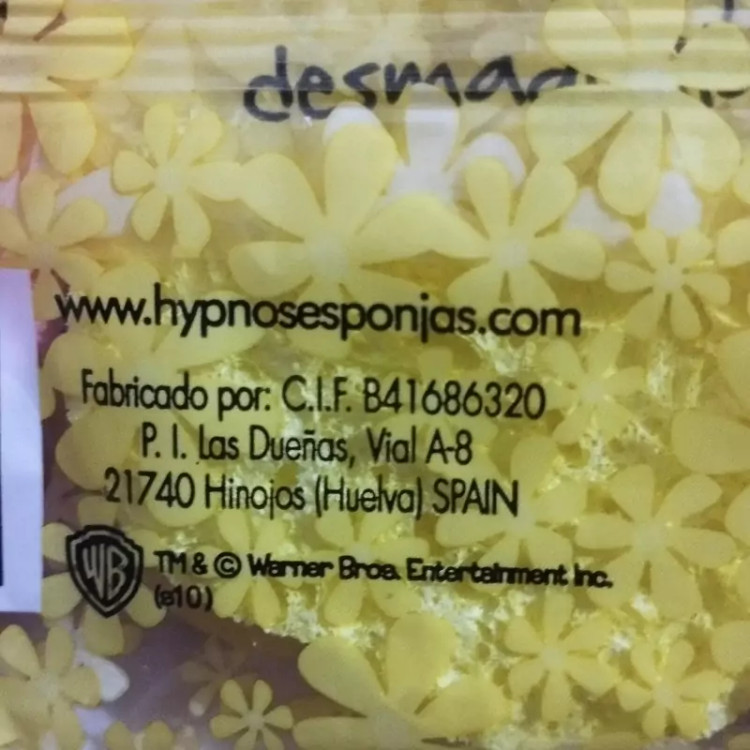 www.hypnosesponjas.com
Fabricado por: C.I.F. B41686320
P. I. Las Dueñas, Vial A-8
21740 Hinojos (Huelva) SPAIN
WB
TM & © Warner Bros. Entertainment Inc.
(s10)